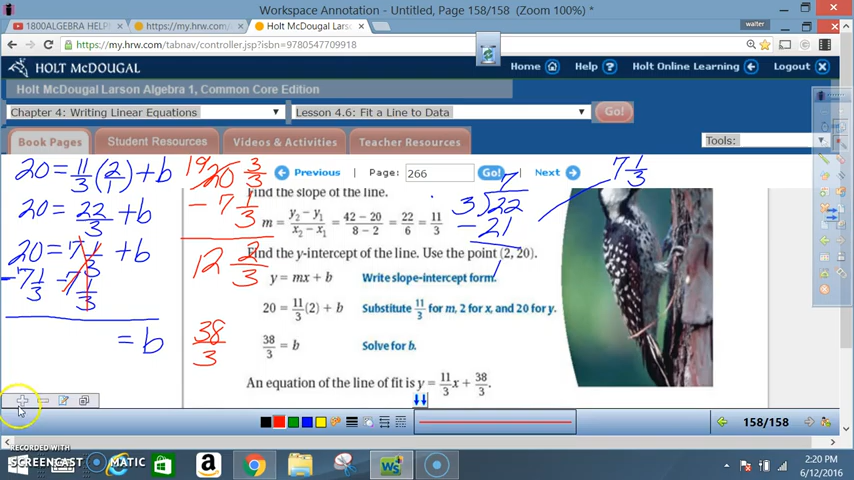 Workspace Annotation - Untitled, Page 158/158 (Zoom 100%) *
1800ALGEBRA HELP!
https://my.hrw.com/tabnav
Holt McDougal Larson Al
walter
https://my.hrw.com/tabnav/controller.jsp?isbn=9780547709918
HOLT McDOUGAL
Home
Help
Holt Online Learning
Logout
Holt McDougal Larson Algebra 1, Common Core Edition
Chapter 4: Writing Linear Equations
Lesson 4.6: Fit a Line to Data
Go!
Book Pages
Student Resources
Videos & Activities
Teacher Resources
Tools:
Previous
Page: 266
Go!
Next
20 = 11/3 (2/1) + b
20 = 22/3 + b
20 = 7 1/3 + b
-7 1/3 -7 1/3
= b
19 20 3/3
- 7 1/3
12 2/3
38/3
7
3 ) 22
- 21
1
7 1/3
Find the slope of the line.
m = y2 − y1 / x2 − x1 = 42 − 20 / 8 − 2 = 22/6 = 11/3
Find the y-intercept of the line. Use the point (2, 20).
y = mx + b Write slope-intercept form.
20 = 11/3(2) + b Substitute 11/3 for m, 2 for x, and 20 for y.
38/3 = b Solve for b.
An equation of the line of fit is y = 11/3x + 38/3.
158/158
RECORDED WITH
SCREENCAST MATIC
2:20 PM
6/12/2016